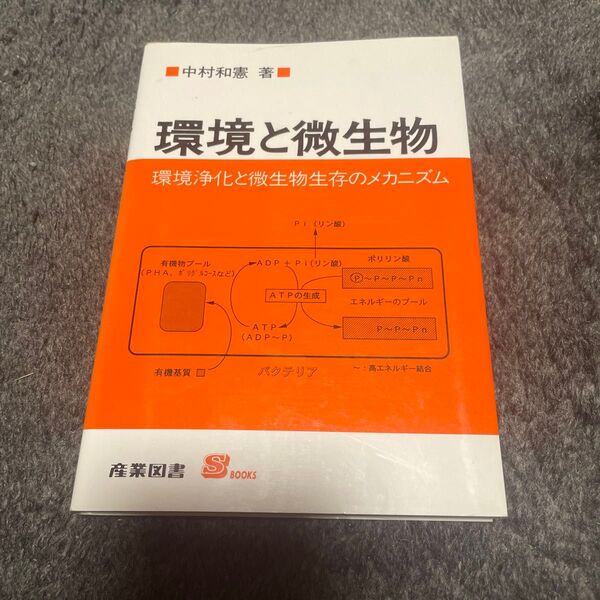 ■中村和憲 著■
環境と微生物
環境浄化と微生物生存のメカニズム
Pi (リン酸)
有機物プール
(PHA, ポリグルコースなど)
ADP+Pi(リン酸)
ポリリン酸
Ⓟ〜P〜P〜Pn
ATPの生成
エネルギーのプール
P〜P〜Pn
ATP
(ADP〜P)
有機基質
バクテリア
〜:高エネルギー結合
産業図書
S BOOKS